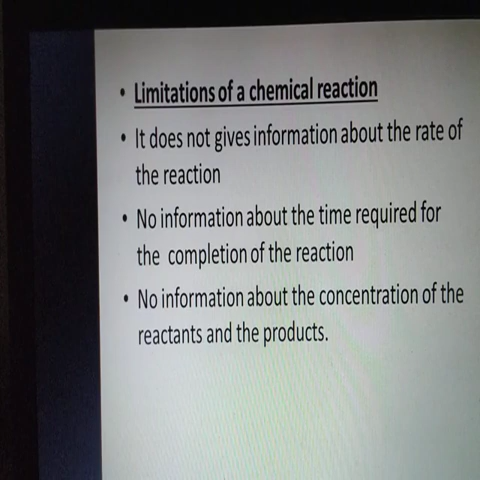 • Limitations of a chemical reaction
• It does not gives information about the rate of
the reaction
• No information about the time required for
the completion of the reaction
• No information about the concentration of the
reactants and the products.